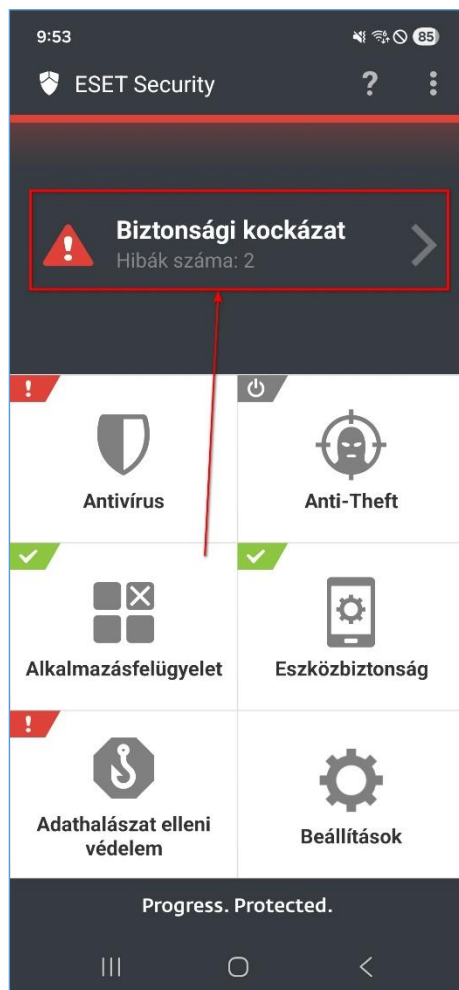 9:53
85
ESET Security
?
Biztonsági kockázat
Hibák száma: 2
Antivírus
Anti-Theft
Alkalmazásfelügyelet
Eszközbiztonság
Adathalászat elleni
védelem
Beállítások
Progress. Protected.